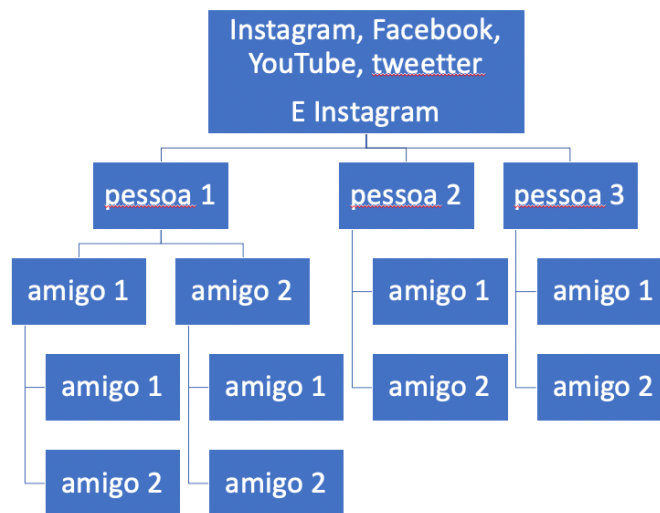 Instagram, Facebook,
YouTube, tweetter
E Instagram
pessoa 1
pessoa 2
pessoa 3
amigo 1
amigo 2
amigo 1
amigo 1
amigo 1
amigo 1
amigo 2
amigo 2
amigo 2
amigo 2